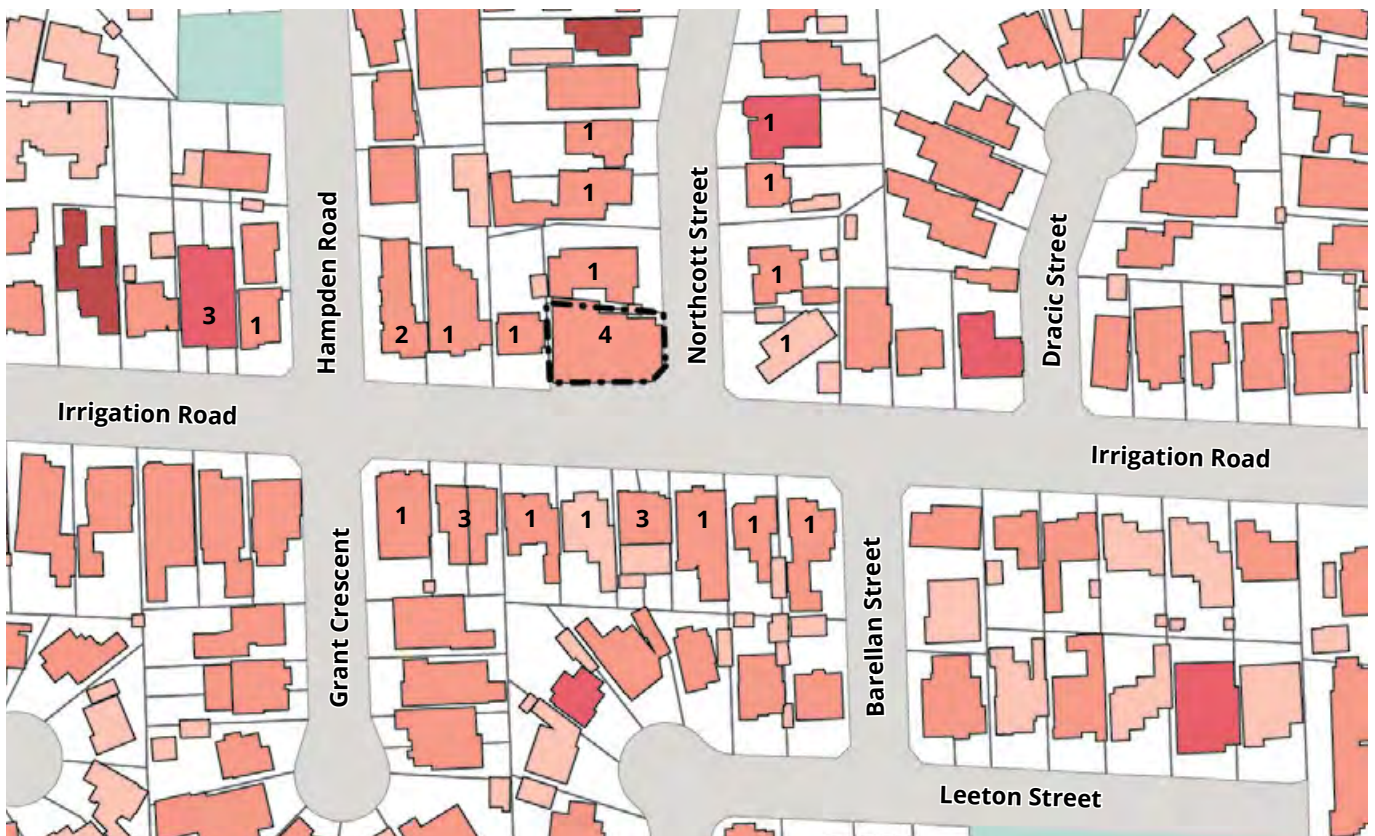 1
1
1
1
Hampden Road
Northcott Street
Dracic Street
1
1
3
1
2
1
1
4
1
Irrigation Road
Irrigation Road
1
3
1
1
3
1
1
1
Grant Crescent
Barellan Street
Leeton Street